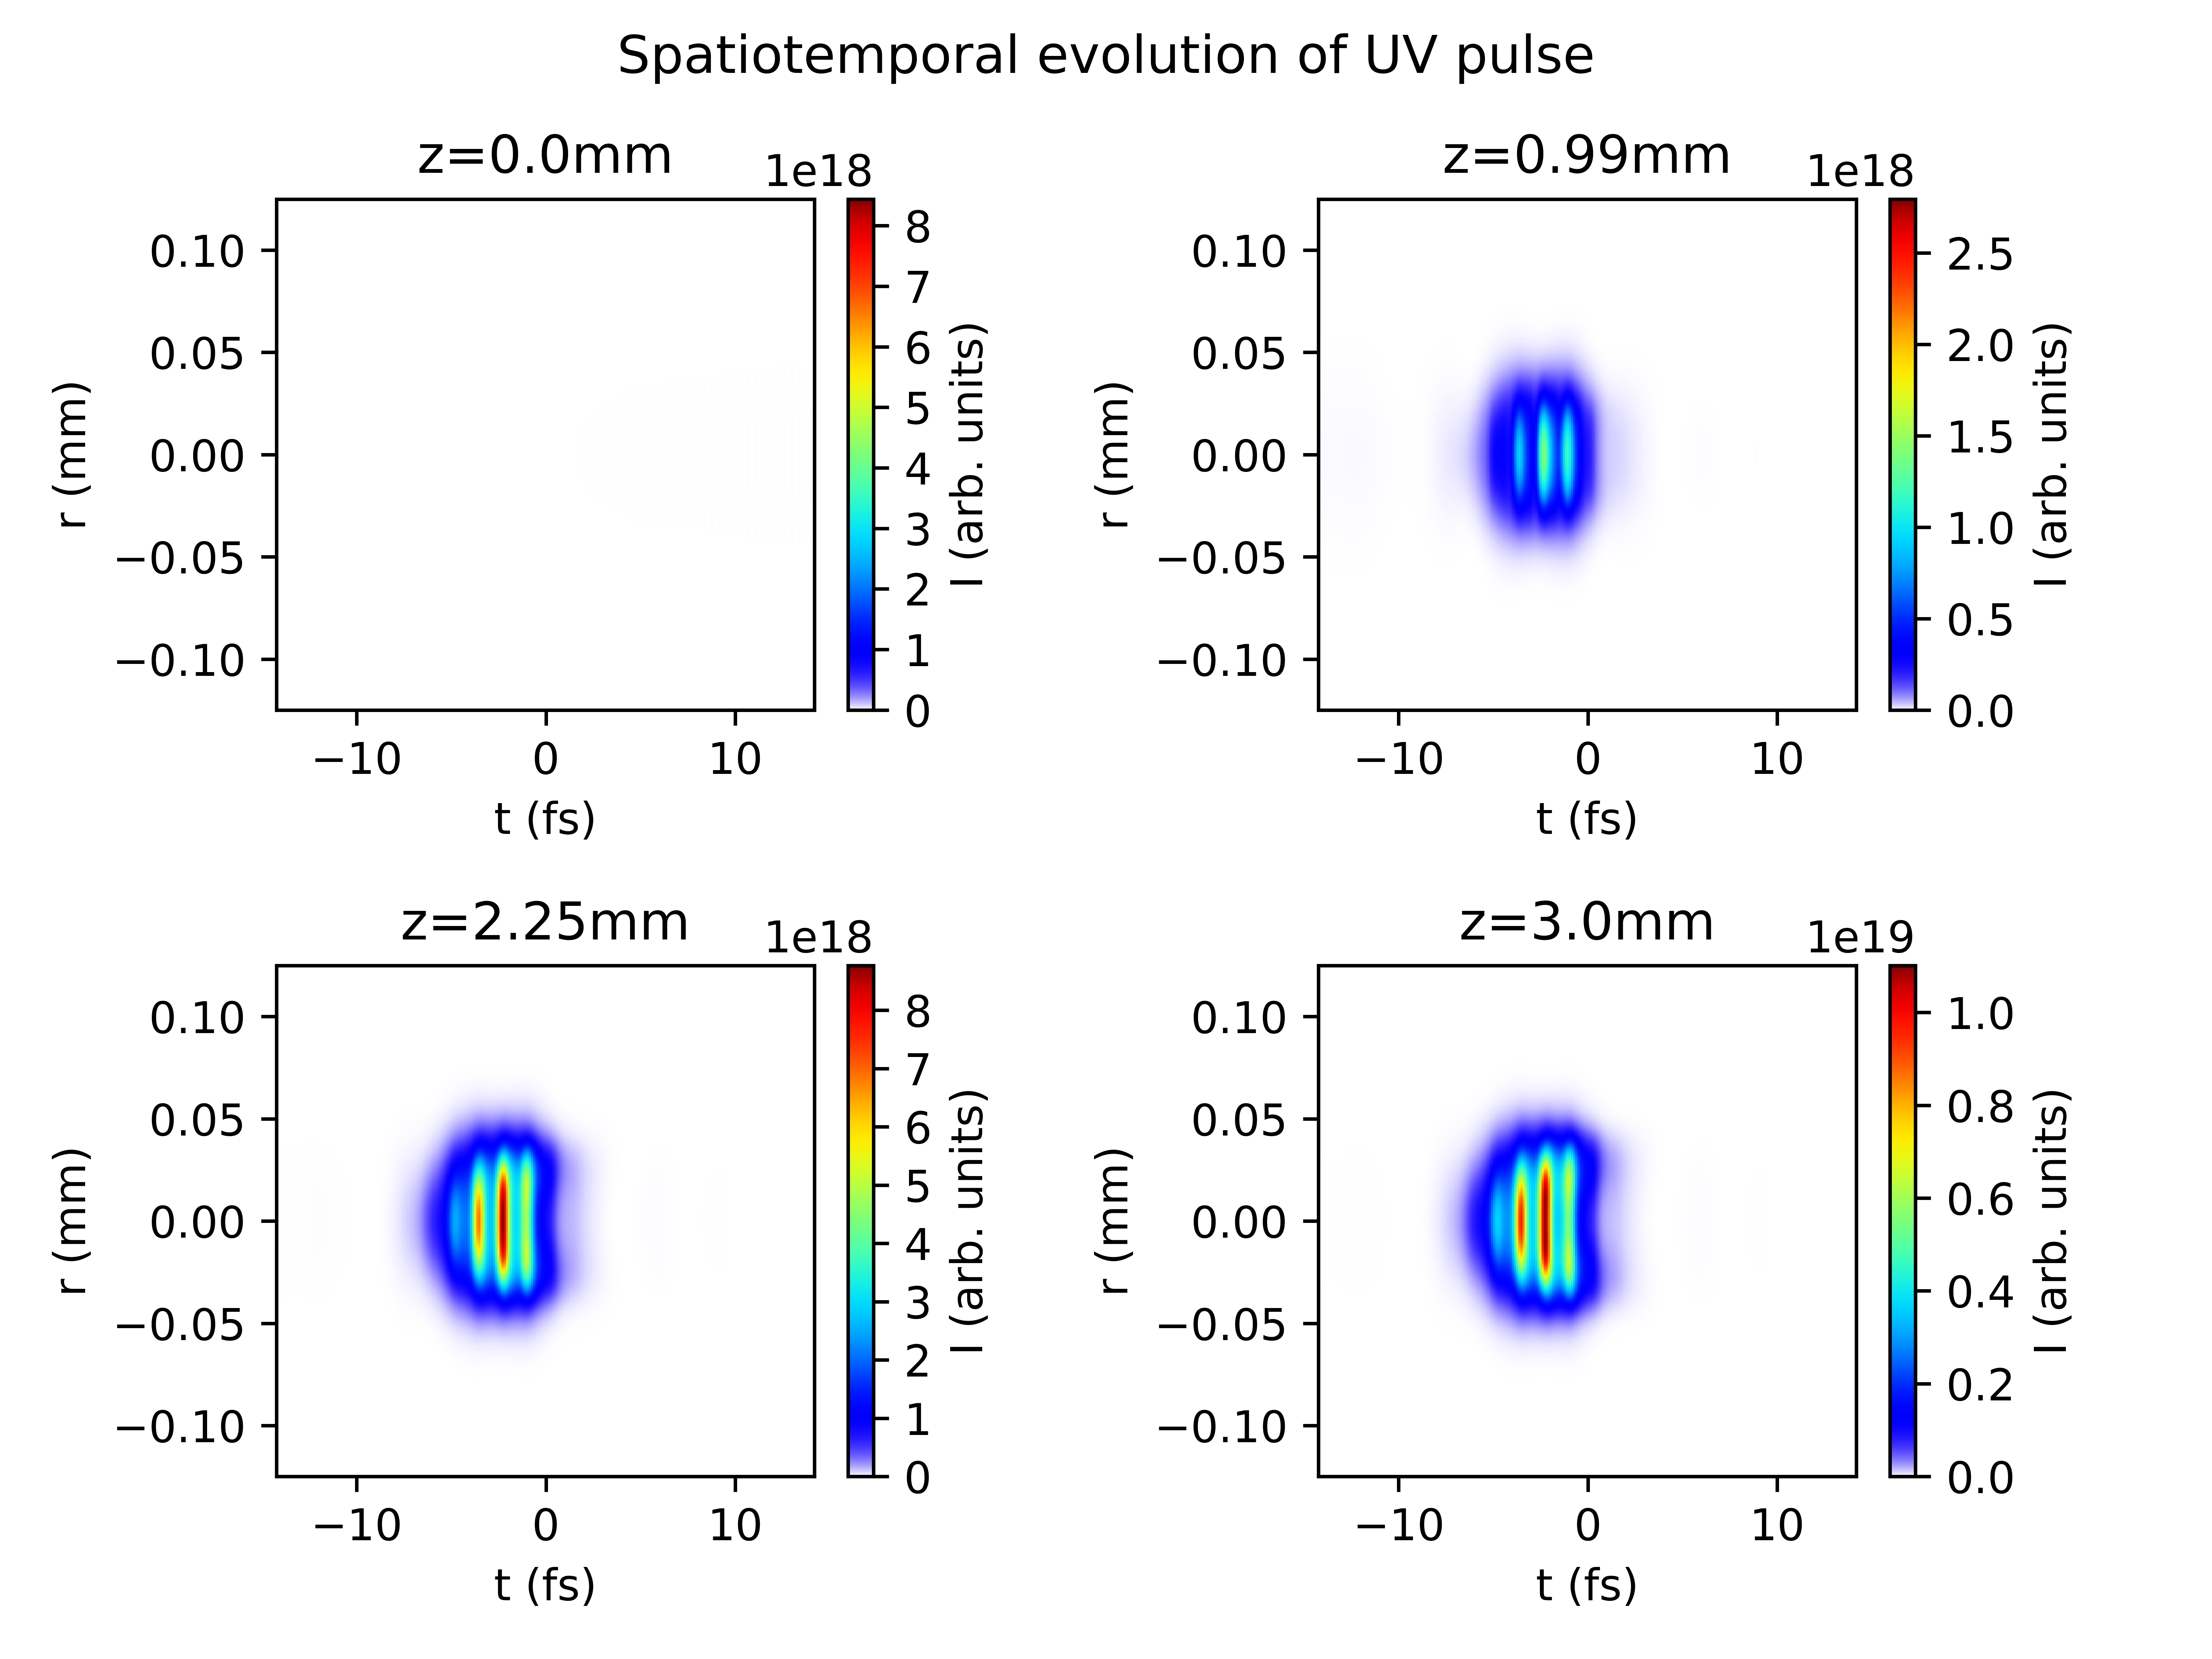 Spatiotemporal evolution of UV pulse
z=0.0mm
1e18
0.10
0.05
0.00
−0.05
−0.10
r (mm)
−10 0 10
t (fs)
8
7
6
5
4
3
2
1
0
I (arb. units)
z=0.99mm
1e18
0.10
0.05
0.00
−0.05
−0.10
r (mm)
−10 0 10
t (fs)
2.5
2.0
1.5
1.0
0.5
0.0
I (arb. units)
z=2.25mm
1e18
0.10
0.05
0.00
−0.05
−0.10
r (mm)
−10 0 10
t (fs)
8
7
6
5
4
3
2
1
0
I (arb. units)
z=3.0mm
1e19
0.10
0.05
0.00
−0.05
−0.10
r (mm)
−10 0 10
t (fs)
1.0
0.8
0.6
0.4
0.2
0.0
I (arb. units)